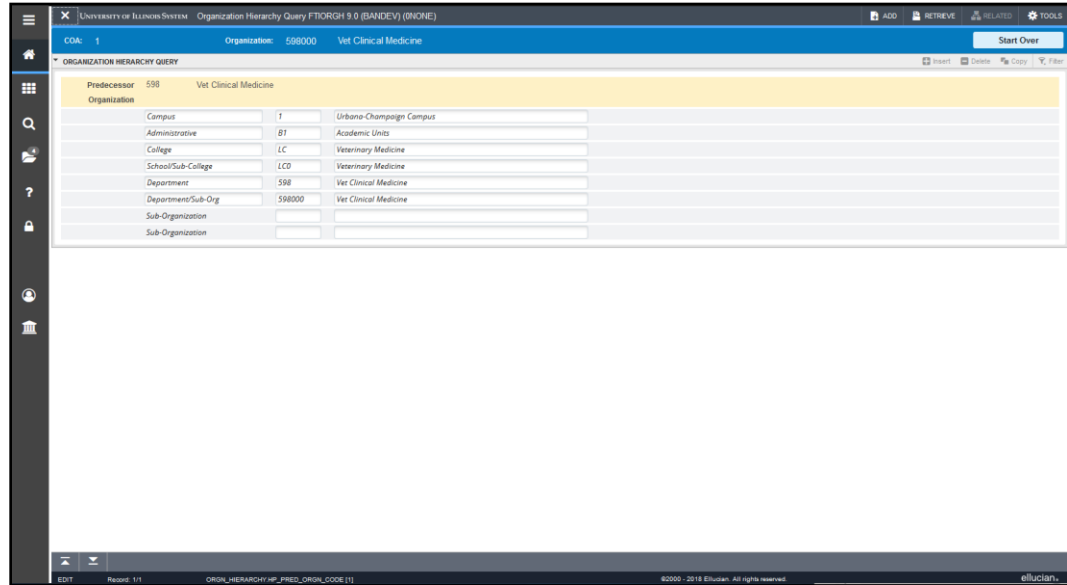 UNIVERSITY OF ILLINOIS SYSTEM Organization Hierarchy Query FTIORGH 9.0 (BANDEV) (0NONE) ADD RETRIEVE RELATED TOOLS
COA: 1 Organization: 598000 Vet Clinical Medicine Start Over
ORGANIZATION HIERARCHY QUERY Insert Delete Copy Filter
Predecessor 598 Vet Clinical Medicine
Organization
Campus 1 Urbana-Champaign Campus
Administrative B1 Academic Units
College LC Veterinary Medicine
School/Sub-College LC0 Veterinary Medicine
4
Department 598 Vet Clinical Medicine
Department/Sub-Org 598000 Vet Clinical Medicine
Sub-Organization
Sub-Organization
EDIT Record: 1/1 ORGN_HIERARCHY.HP_PRED_ORGN_CODE [1] ©2000 - 2018 Ellucian. All rights reserved. ellucian.